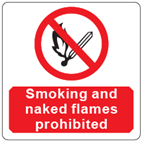 Smoking and
naked flames
prohibited